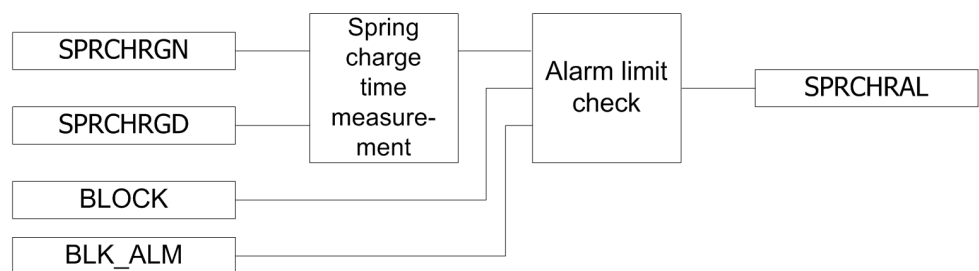 SPRCHRGN
SPRCHRGD
BLOCK
BLK_ALM
Spring
charge
time
measure-
ment
Alarm limit
check
SPRCHRAL